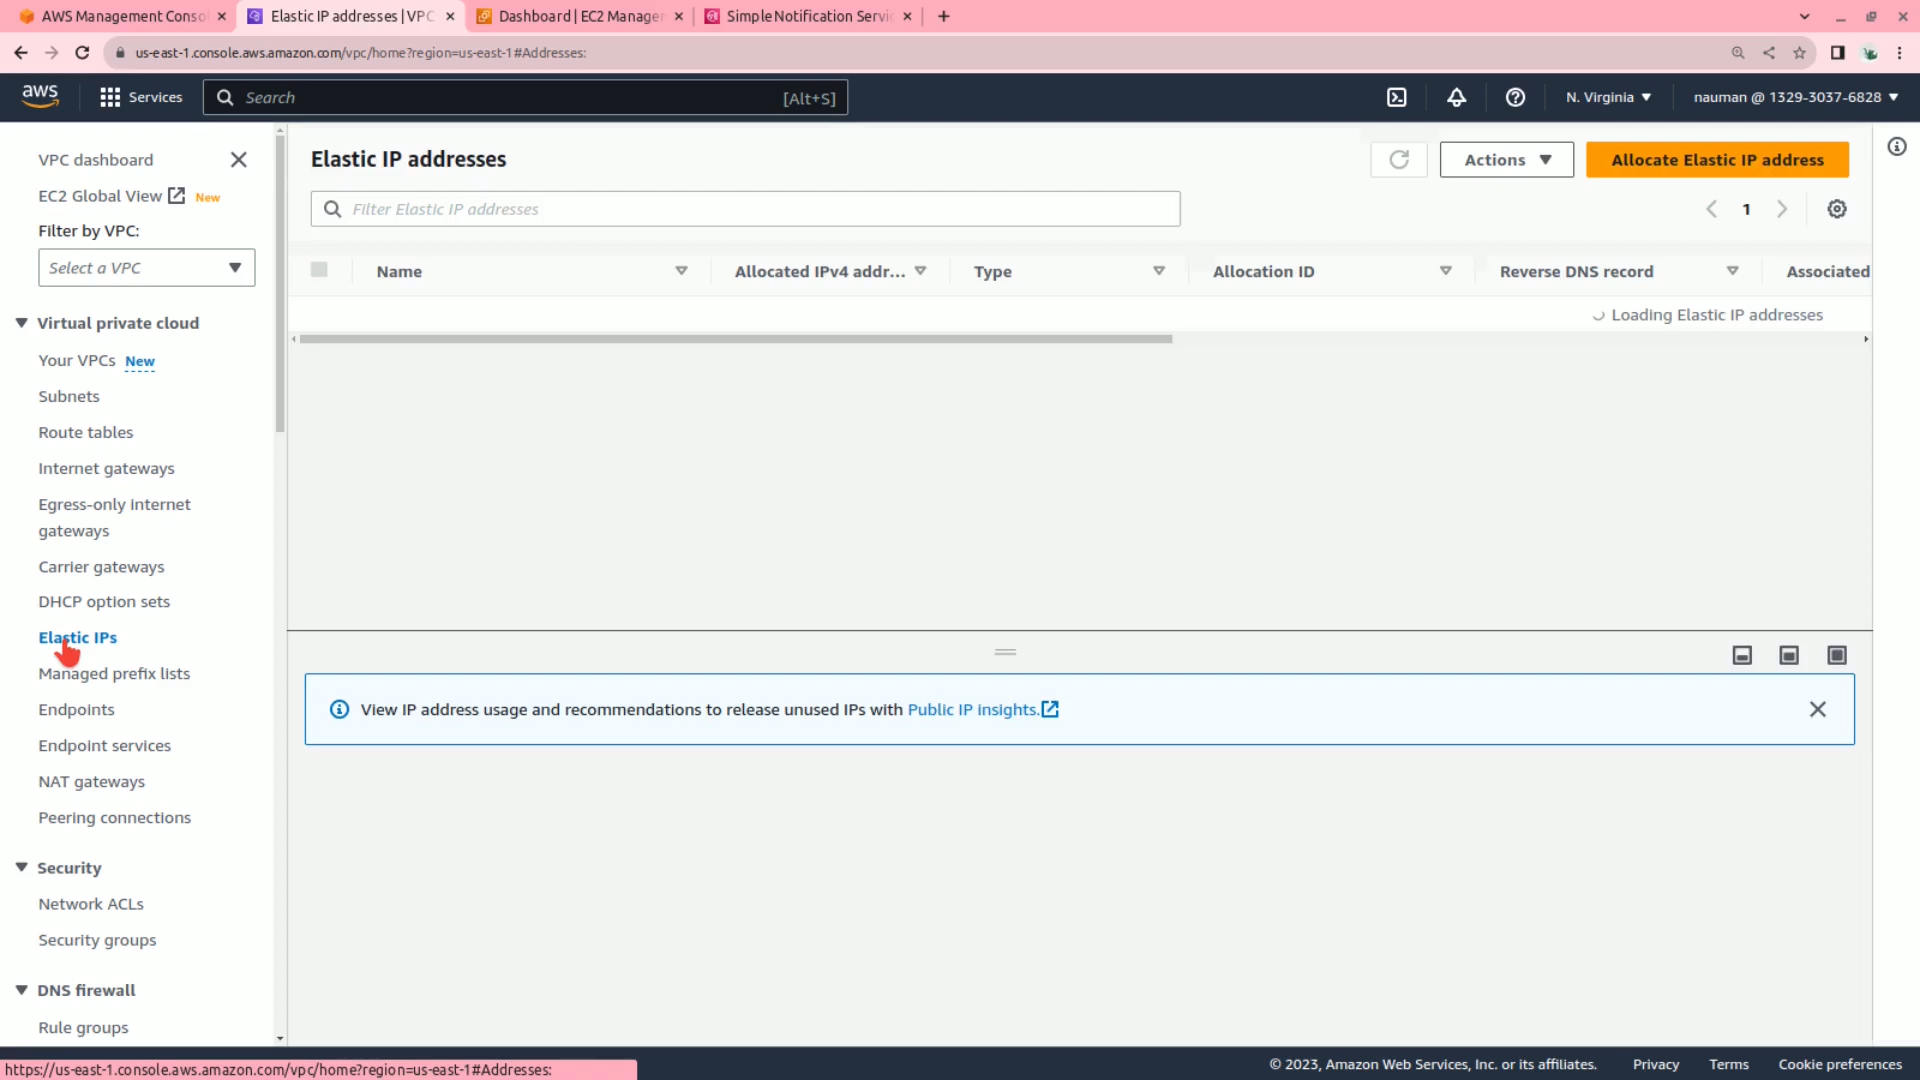 AWS Management Conso
Elastic IP addresses | VPC
Dashboard | EC2 Manage
Simple Notification Servi
us-east-1.console.aws.amazon.com/vpc/home?region=us-east-1#Addresses:
aws
Services
Search
[Alt+S]
N. Virginia
nauman @ 1329-3037-6828
VPC dashboard
EC2 Global View
New
Filter by VPC:
Select a VPC
Virtual private cloud
Your VPCs New
Subnets
Route tables
Internet gateways
Egress-only internet
gateways
Carrier gateways
DHCP option sets
Elastic IPs
Managed prefix lists
Endpoints
Endpoint services
NAT gateways
Peering connections
Security
Network ACLs
Security groups
DNS firewall
Rule groups
Elastic IP addresses
Actions
Allocate Elastic IP address
Filter Elastic IP addresses
1
Name
Allocated IPv4 addr...
Type
Allocation ID
Reverse DNS record
Associated
Loading Elastic IP addresses
View IP address usage and recommendations to release unused IPs with Public IP insights.
https://us-east-1.console.aws.amazon.com/vpc/home?region=us-east-1#Addresses:
© 2023, Amazon Web Services, Inc. or its affiliates.
Privacy
Terms
Cookie preferences